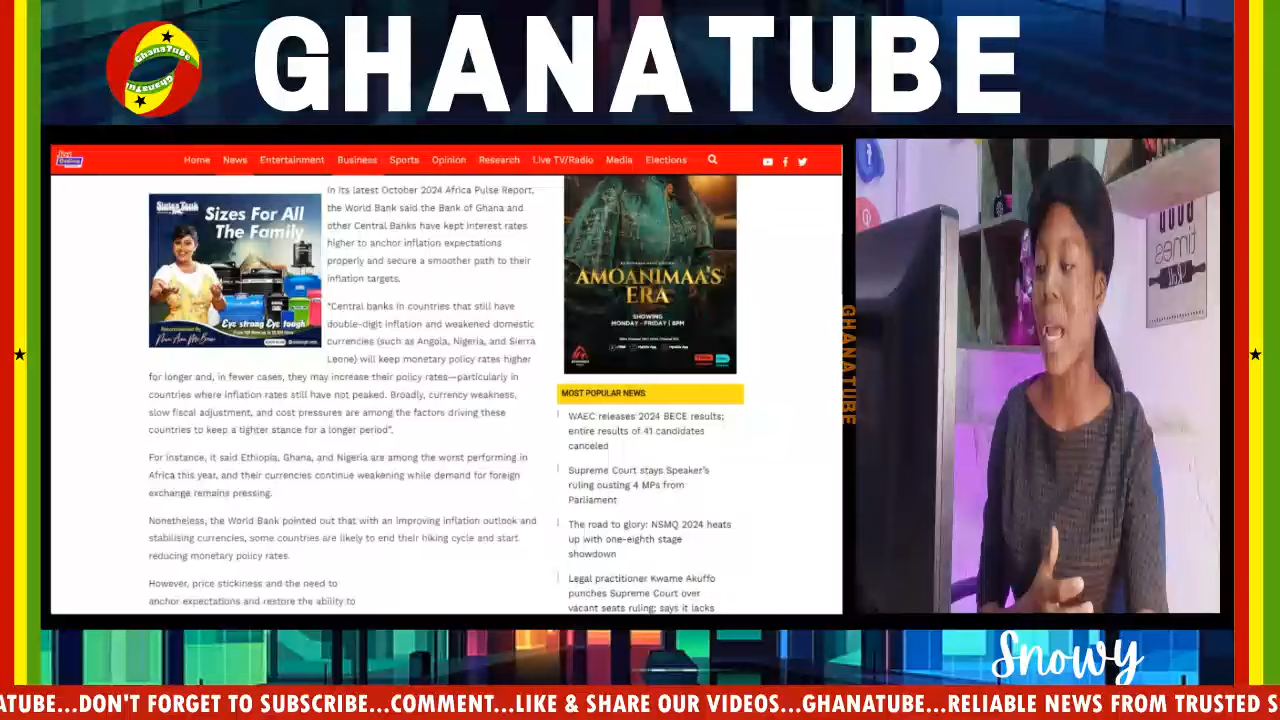 GHANATUBE
GhanaTube
GhanaTube
Home News Entertainment Business Sports Opinion Research Live TV/Radio Media Elections
Sizes For All
The Family
Eye strong Eye tough
In its latest October 2024 Africa Pulse Report,
the World Bank said the Bank of Ghana and
other Central Banks have kept interest rates
higher to anchor inflation expectations
properly and secure a smoother path to their
inflation targets.
"Central banks in countries that still have
double-digit inflation and weakened domestic
currencies (such as Angola, Nigeria, and Sierra
Leone) will keep monetary policy rates higher
for longer and, in fewer cases, they may increase their policy rates—particularly in
countries where inflation rates still have not peaked. Broadly, currency weakness,
slow fiscal adjustment, and cost pressures are among the factors driving these
countries to keep a tighter stance for a longer period".
For instance, it said Ethiopia, Ghana, and Nigeria are among the worst performing in
Africa this year, and their currencies continue weakening while demand for foreign
exchange remains pressing.
Nonetheless, the World Bank pointed out that with an improving inflation outlook and
stabilising currencies, some countries are likely to end their hiking cycle and start
reducing monetary policy rates.
However, price stickiness and the need to
anchor expectations and restore the ability to
AMOANIMAA'S
ERA
SHOWING
MONDAY - FRIDAY | 8PM
MOST POPULAR NEWS
WAEC releases 2024 BECE results;
entire results of 41 candidates
canceled
Supreme Court stays Speaker's
ruling ousting 4 MPs from
Parliament
The road to glory: NSMQ 2024 heats
up with one-eighth stage
showdown
Legal practitioner Kwame Akuffo
punches Supreme Court over
vacant seats ruling; says it lacks
GHANATUBE
good
times
Snowy
ATUBE...DON'T FORGET TO SUBSCRIBE...COMMENT...LIKE & SHARE OUR VIDEOS...GHANATUBE...RELIABLE NEWS FROM TRUSTED S